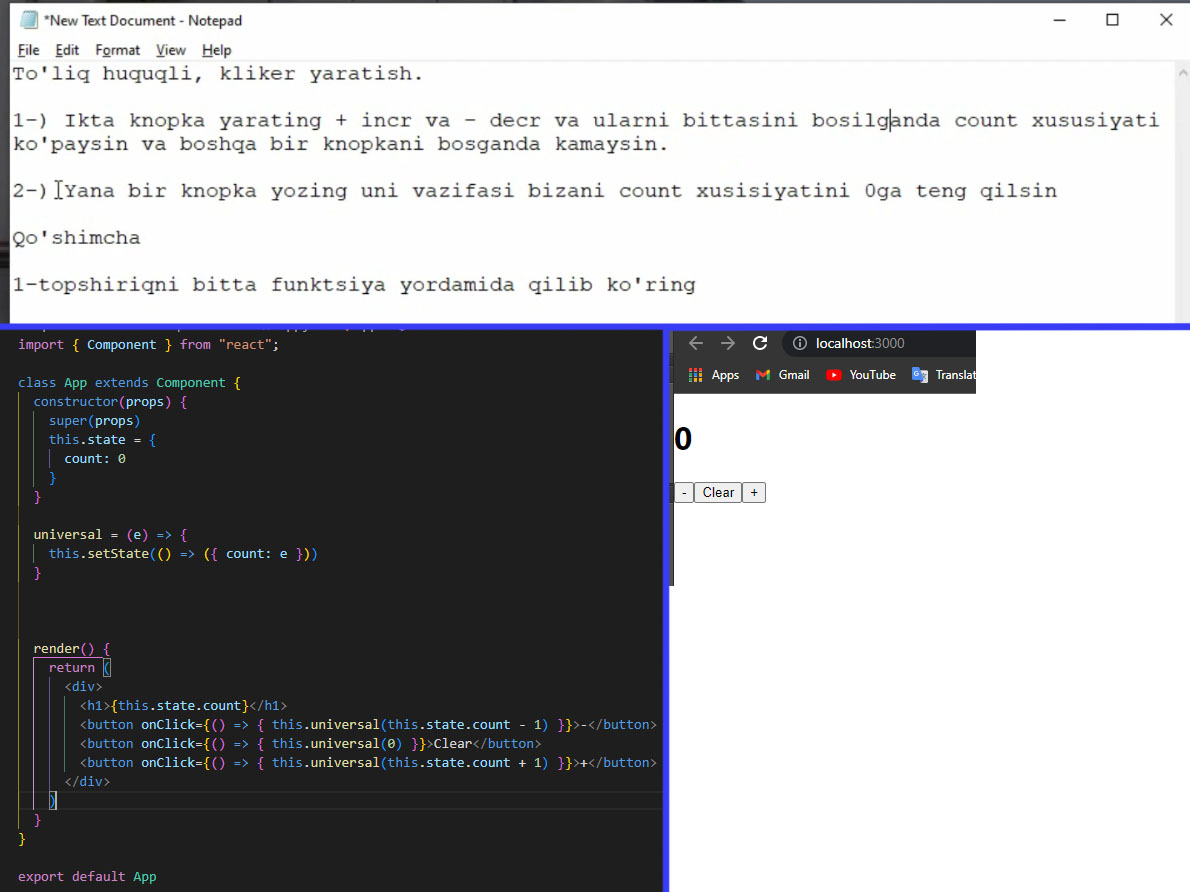 *New Text Document - Notepad
File Edit Format View Help
To'liq huquqli, kliker yaratish.
1-) Ikta knopka yarating + incr va - decr va ularni bittasini bosilganda count xususiyati
ko'paysin va boshqa bir knopkani bosganda kamaysin.
2-) Yana bir knopka yozing uni vazifasi bizani count xusisiyatini 0ga teng qilsin
Qo'shimcha
1-topshiriqni bitta funktsiya yordamida qilib ko'ring
import { Component } from "react";
class App extends Component {
constructor(props) {
super(props)
this.state = {
count: 0
}
}
universal = (e) => {
this.setState(() => ({ count: e }))
}
render() {
return (
<div>
<h1>{this.state.count}</h1>
<button onClick={() => { this.universal(this.state.count - 1) }}>-</button>
<button onClick={() => { this.universal(0) }}>Clear</button>
<button onClick={() => { this.universal(this.state.count + 1) }}>+</button>
</div>
)
}
}
export default App
localhost:3000
Apps Gmail YouTube Translat
0
- Clear +